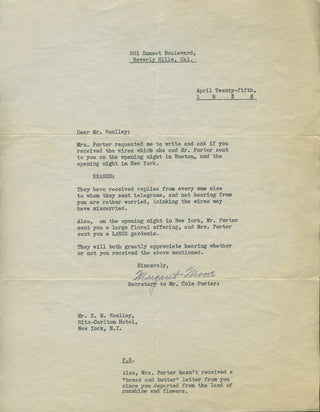 801 Sunset Boulevard,
Beverly Hills, Cal.
April Twenty-fifth,
1 9 3 6
Dear Mr. Woolley:
Mrs. Porter requested me to write and ask if you
received the wires which she and Mr. Porter sent
to you on the opening night in Boston, and the
opening night in New York.
REASON:
They have received replies from every one else
to whom they sent telegrams, and not hearing from
you are rather worried, thinking the wires may
have miscarried.
Also, on the opening night in New York, Mr. Porter
sent you a large floral offering, and Mrs. Porter
sent you a LARGE gardenia.
They will both greatly appreciate hearing whether
or not you received the above mentioned.
Sincerely,
Margaret Moore
Secretary to Mr. Cole Porter:
Mr. E. M. Woolley,
Ritz-Carlton Hotel,
New York, N.Y.
P.S.
Also, Mrs. Porter hasn't received a
"bread and butter" letter from you
since you departed from the land of
sunshine and flowers.